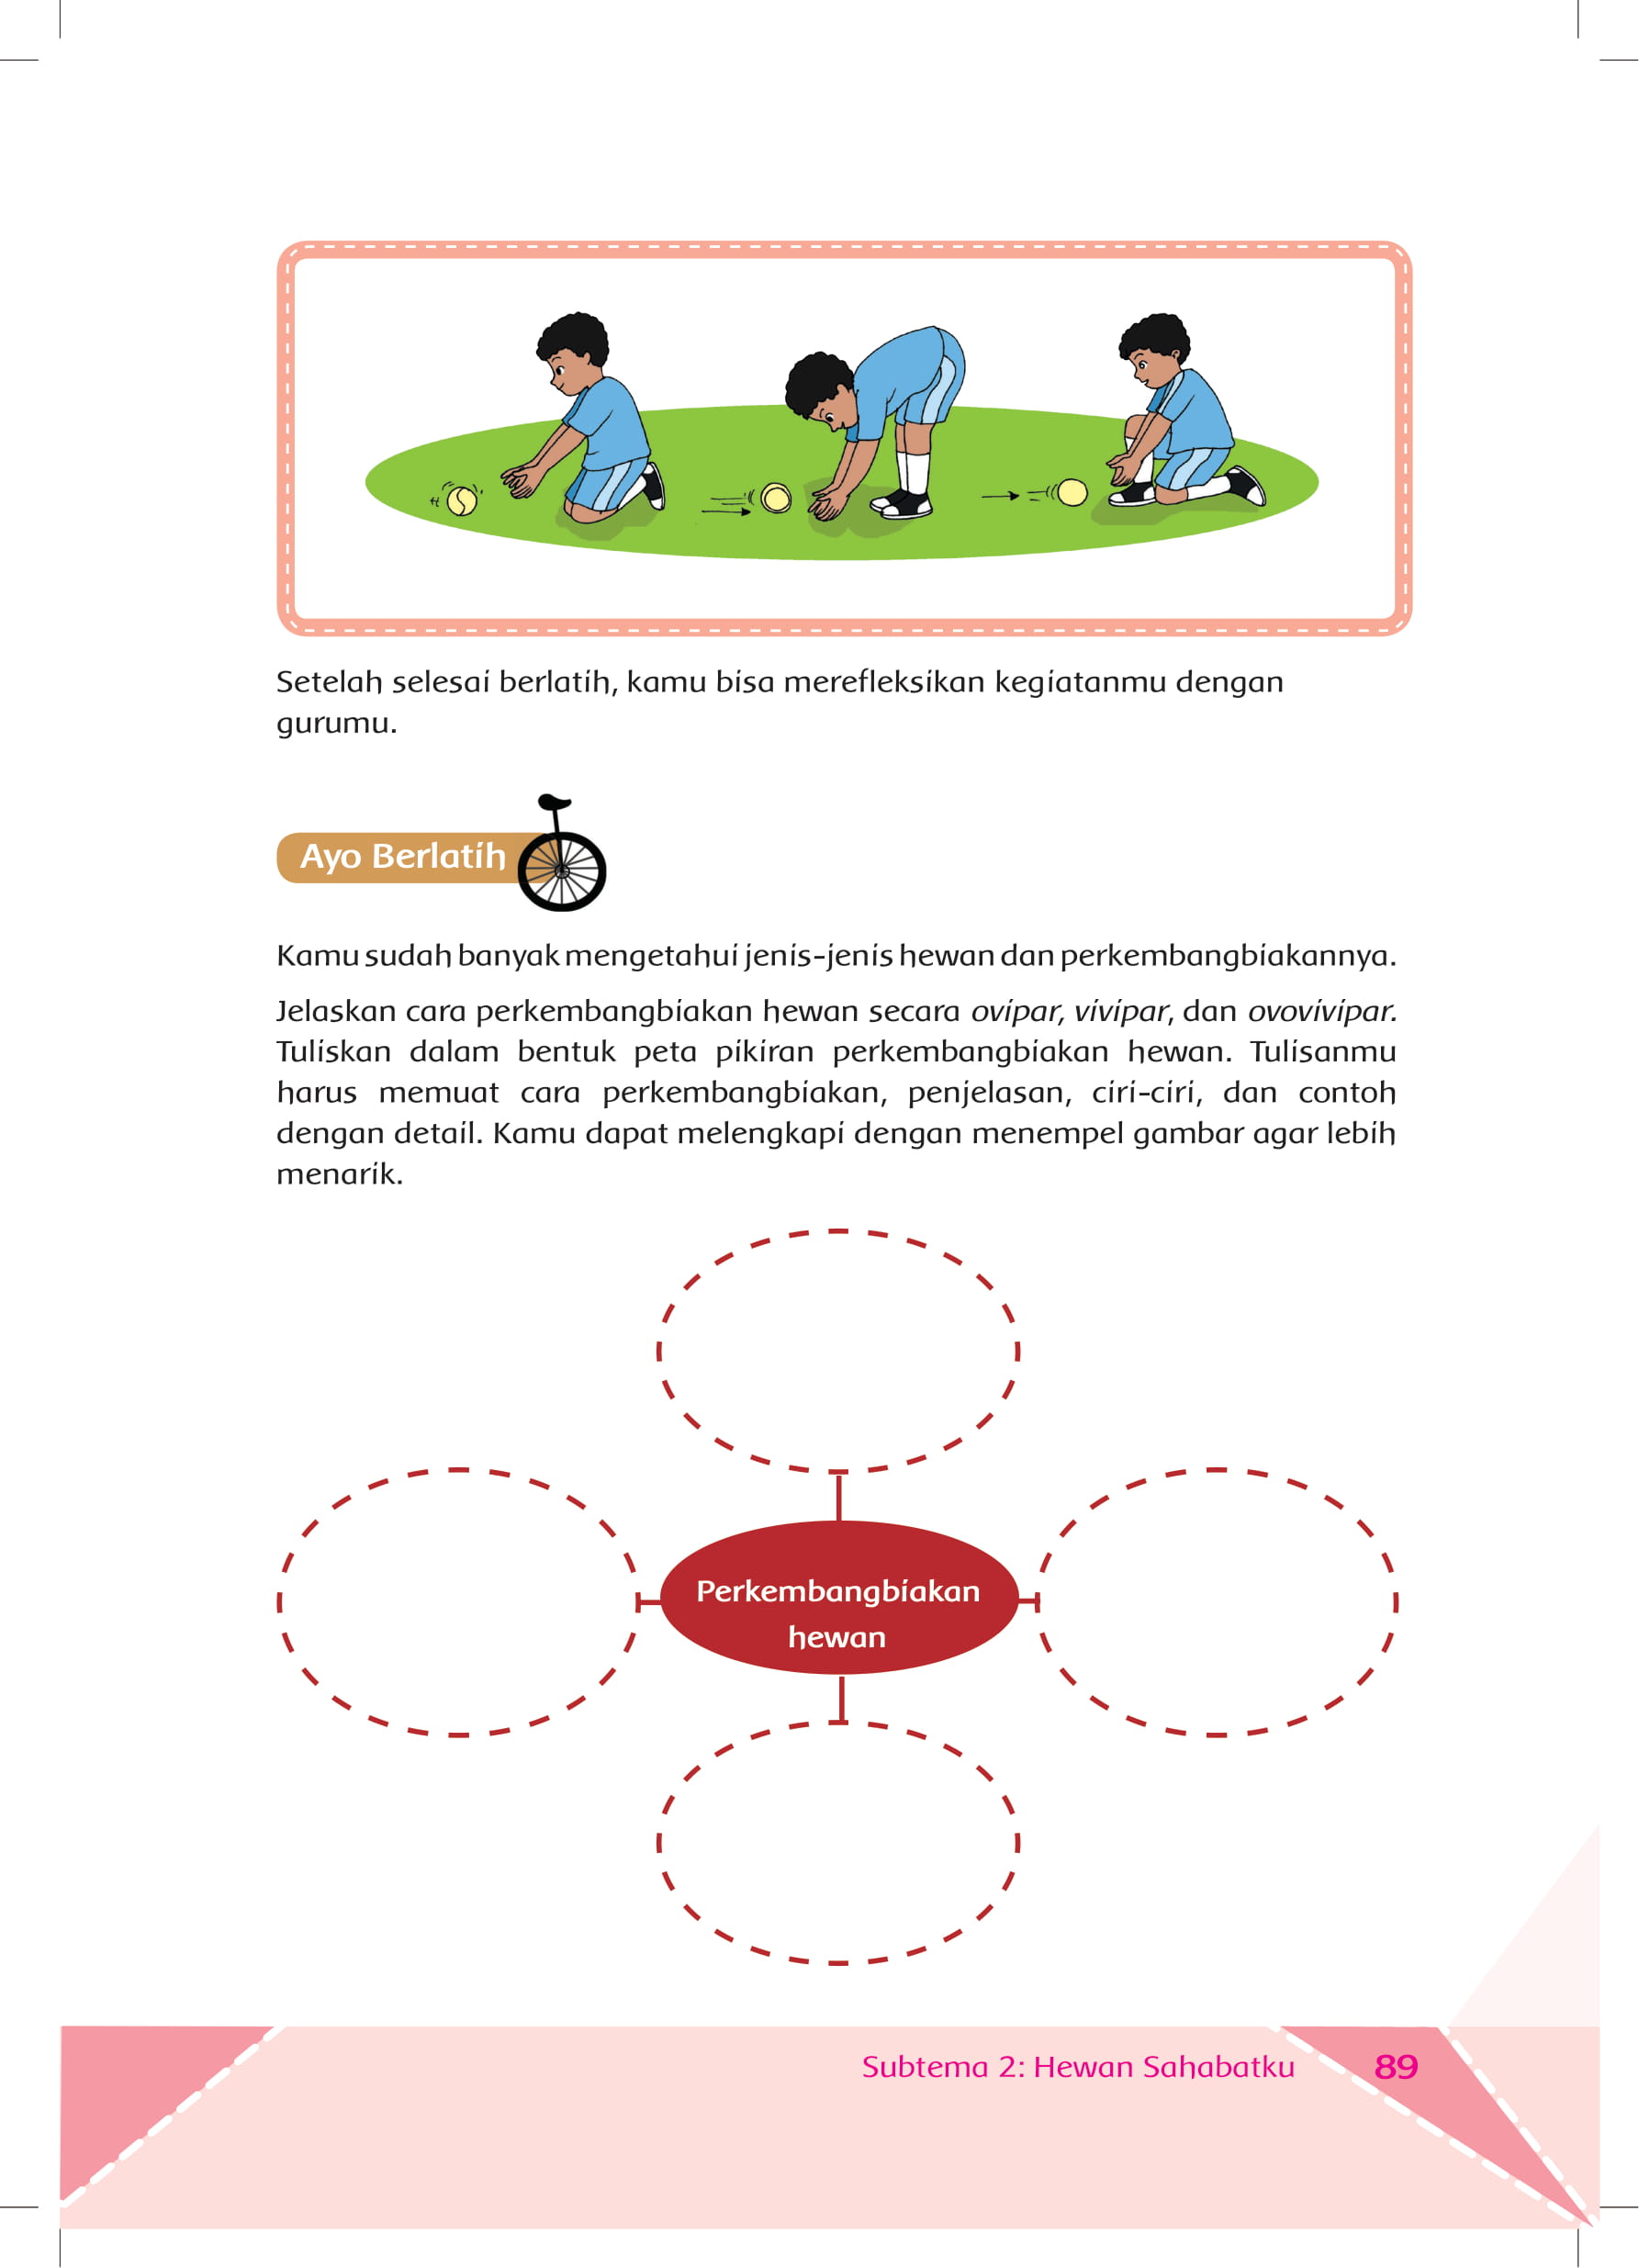 Setelah selesai berlatih, kamu bisa merefleksikan kegiatanmu dengan
gurumu.
Ayo Berlatih
Kamu sudah banyak mengetahui jenis-jenis hewan dan perkembangbiakannya.
Jelaskan cara perkembangbiakan hewan secara ovipar, vivipar, dan ovovivipar.
Tuliskan dalam bentuk peta pikiran perkembangbiakan hewan. Tulisanmu
harus memuat cara perkembangbiakan, penjelasan, ciri-ciri, dan contoh
dengan detail. Kamu dapat melengkapi dengan menempel gambar agar lebih
menarik.
Perkembangbiakan
hewan
Subtema 2: Hewan Sahabatku 89